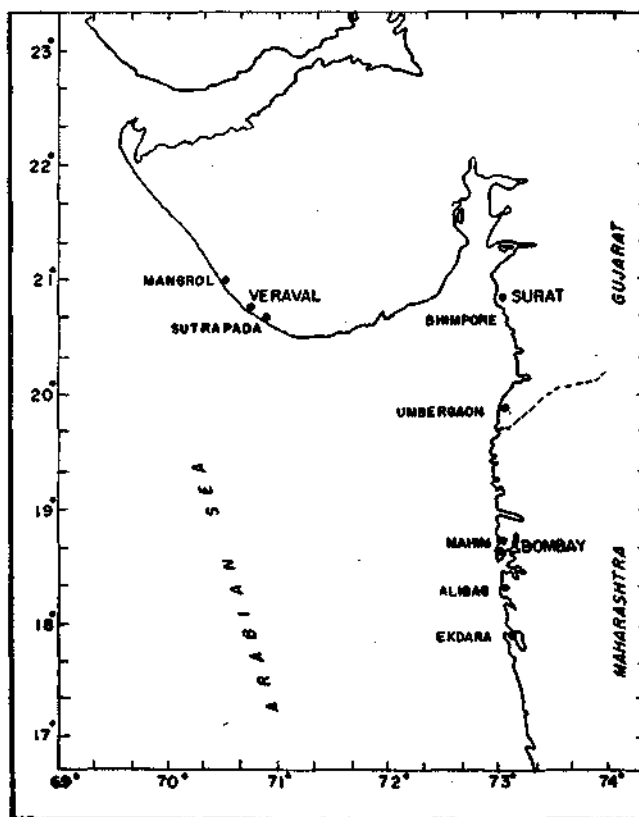 23°
22°
21°
20°
19°
18°
17°
69°
70°
71°
72°
73°
74°
MANGROL
VERAVAL
SUTRAPADA
SURAT
BHIMPORE
UMBERGAON
MAHIM
BOMBAY
ALIBAG
EKDARA
GUJARAT
MAHARASHTRA
ARABIAN SEA